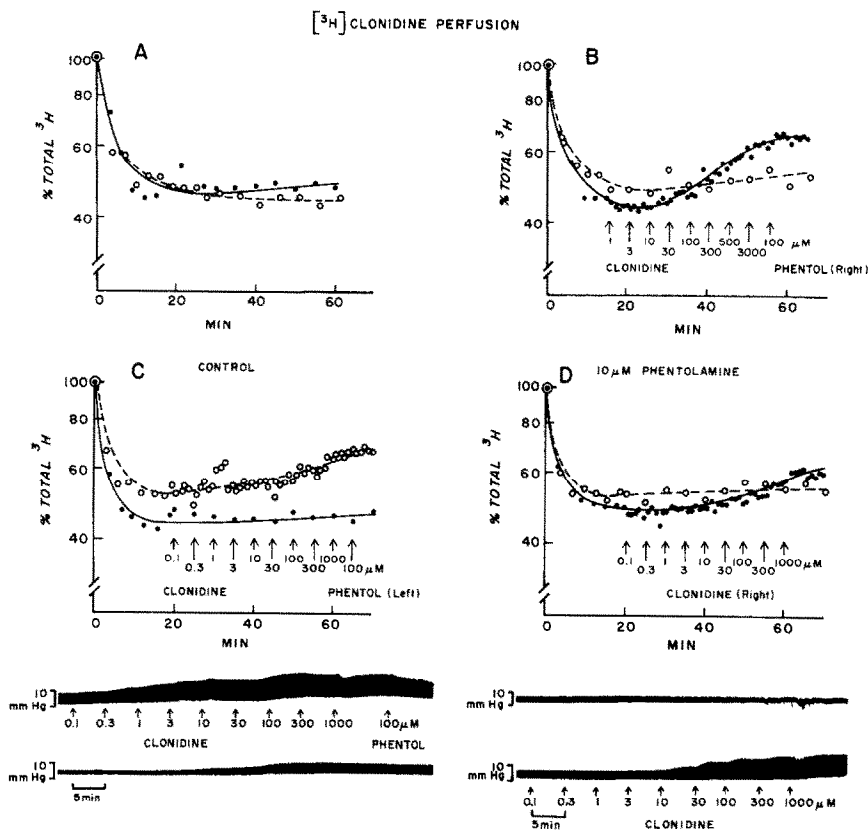 [³H] CLONIDINE PERFUSION
A
% TOTAL ³H
100
80
60
40
0
20
40
60
MIN
B
% TOTAL ³H
100
80
60
40
1
3
10
30
100
300
500
3000
100 µM
CLONIDINE
PHENTOL (Right)
0
20
40
60
MIN
C
CONTROL
% TOTAL ³H
100
80
60
40
0.1
0.3
1
3
10
30
100
300
1000
100 µM
CLONIDINE
PHENTOL (Left)
0
20
40
60
MIN
D
10 µM PHENTOLAMINE
% TOTAL ³H
100
80
60
40
0.1
0.3
1
3
10
30
100
300
1000 µM
CLONIDINE (Right)
0
20
40
60
MIN
10
mm Hg
0.1
0.3
1
3
10
30
100
300
1000
100 µM
CLONIDINE
PHENTOL
10
mm Hg
5min
10
mm Hg
10
mm Hg
0.1
0.3
1
3
10
30
100
300
1000 µM
5min
CLONIDINE